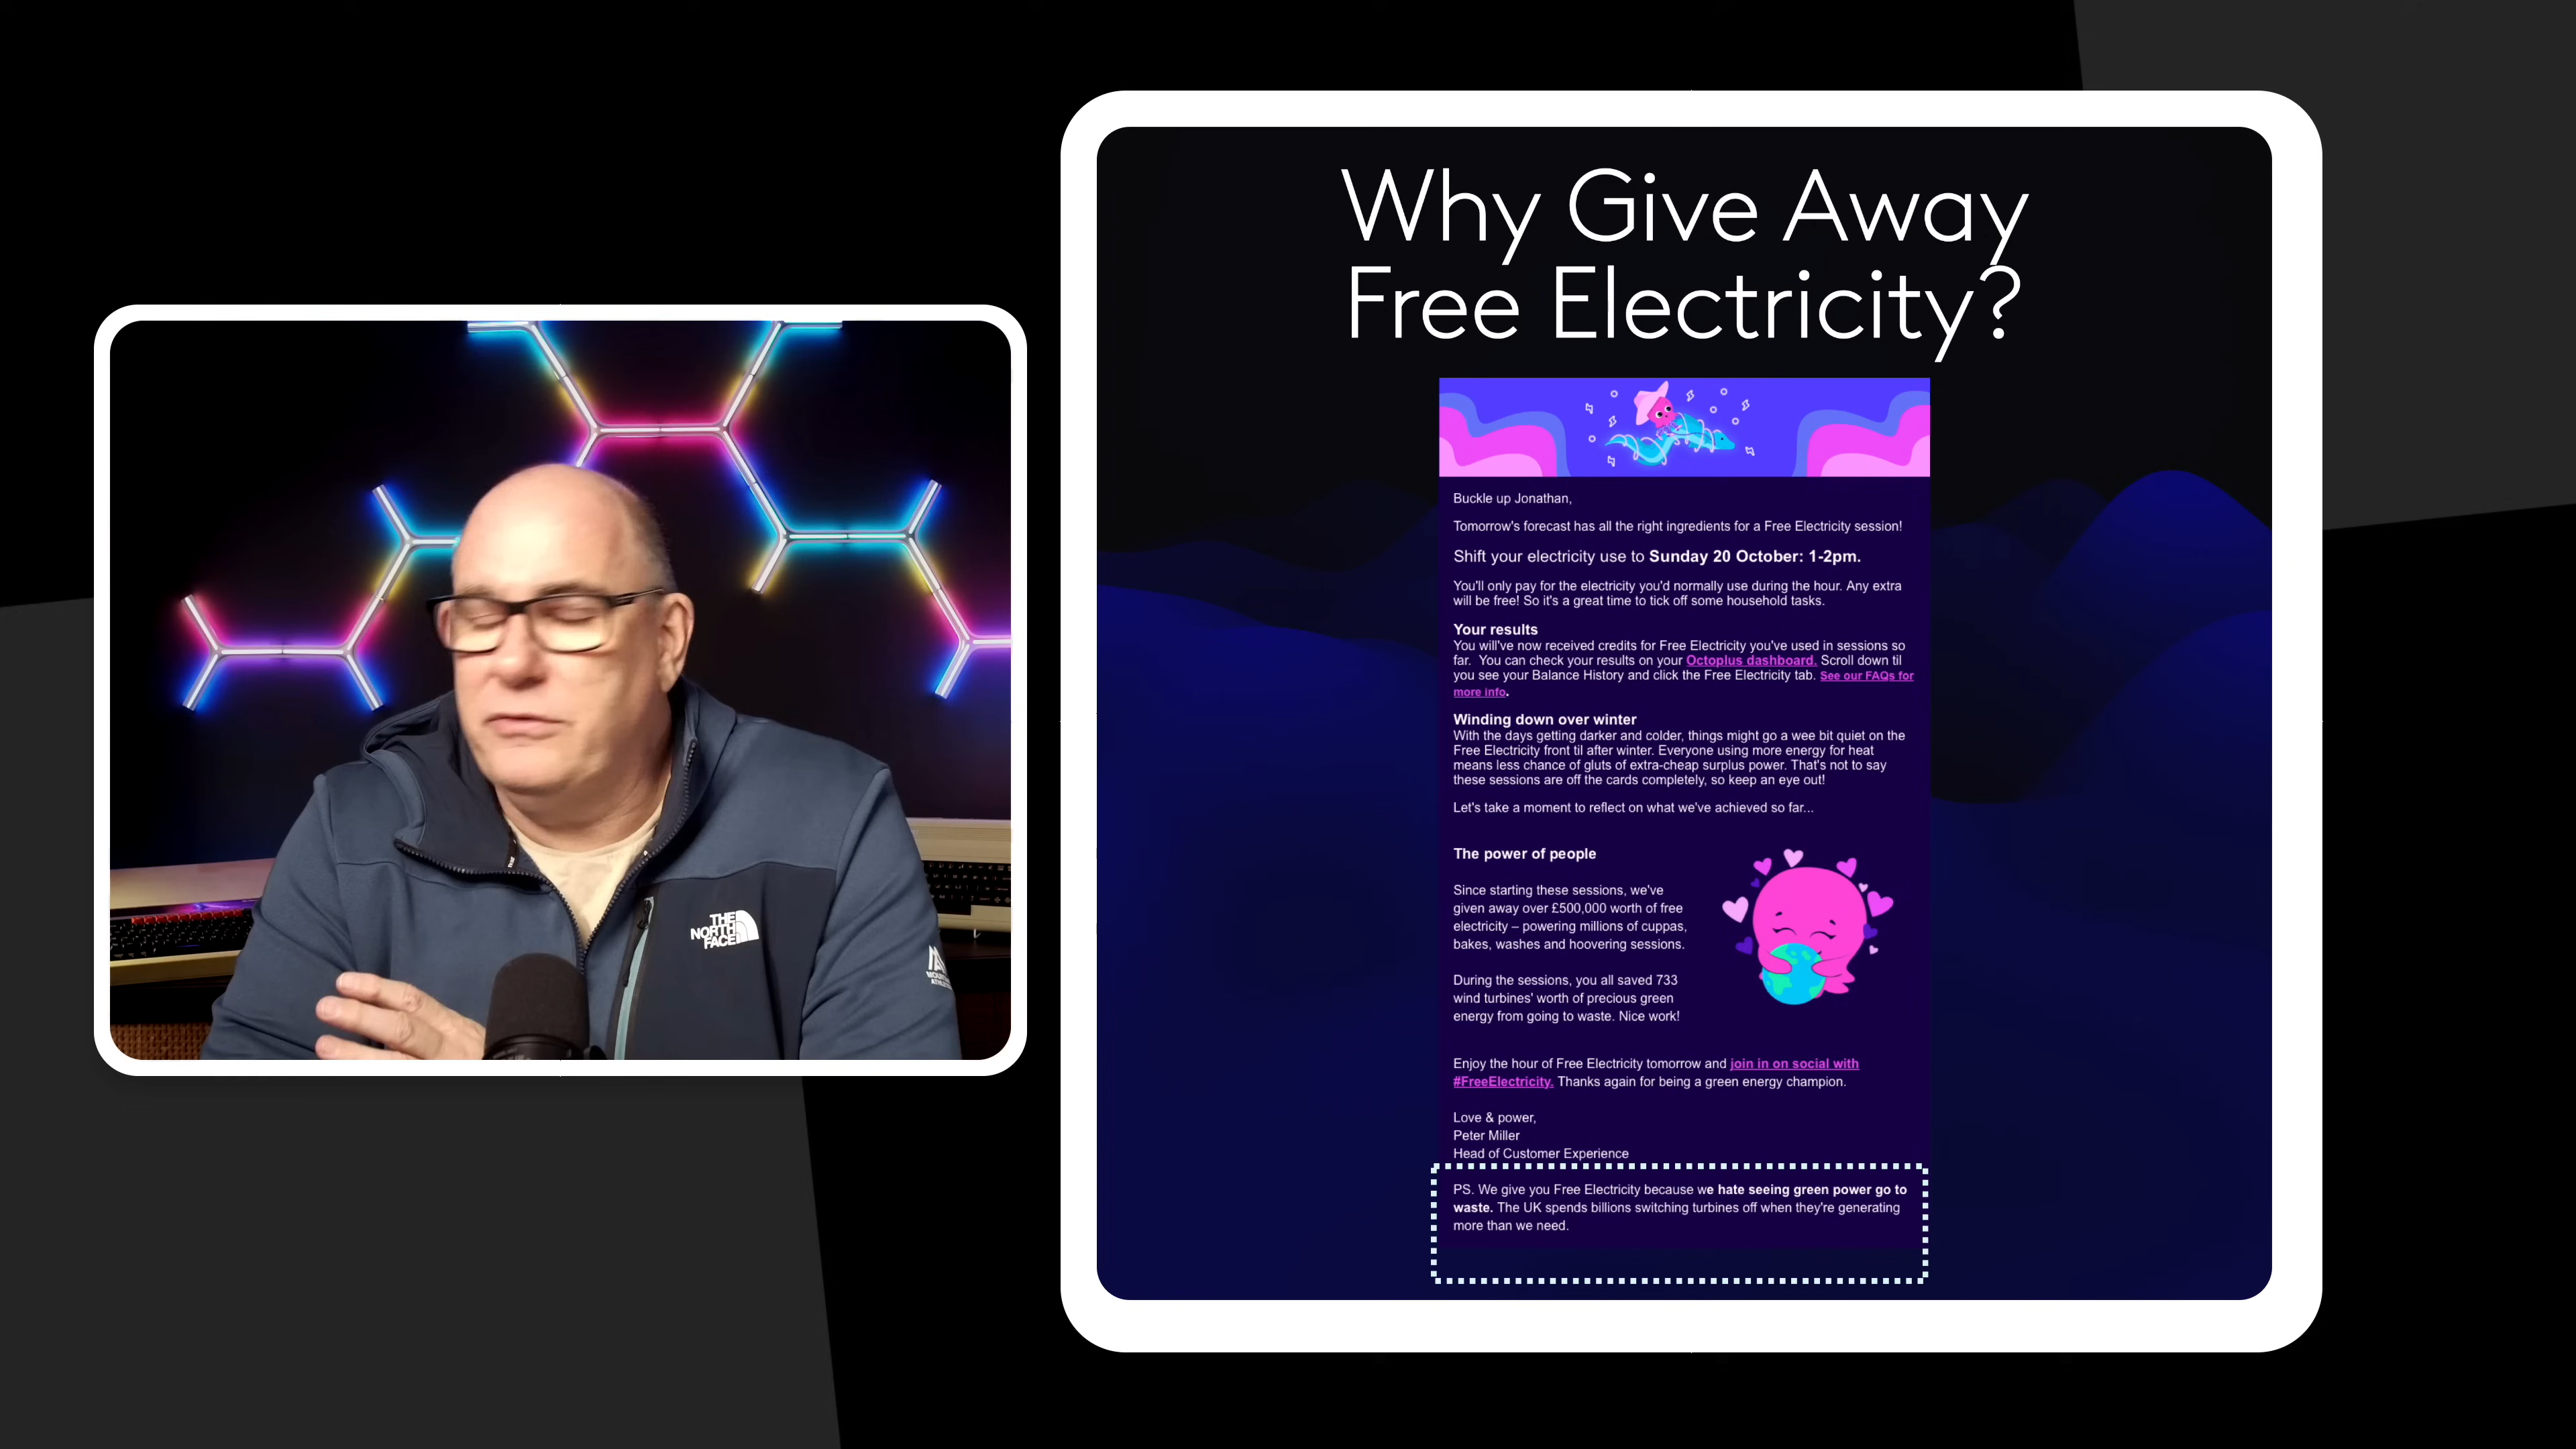 Why Give Away
Free Electricity?
Buckle up Jonathan,
Tomorrow's forecast has all the right ingredients for a Free Electricity session!
Shift your electricity use to Sunday 20 October: 1-2pm.
You'll only pay for the electricity you'd normally use during the hour. Any extra
will be free! So it's a great time to tick off some household tasks.
Your results
You will've now received credits for Free Electricity you've used in sessions so
far. You can check your results on your Octoplus dashboard. Scroll down til
you see your Balance History and click the Free Electricity tab. See our FAQs for
more info.
Winding down over winter
With the days getting darker and colder, things might go a wee bit quiet on the
Free Electricity front til after winter. Everyone using more energy for heat
means less chance of gluts of extra-cheap surplus power. That's not to say
these sessions are off the cards completely, so keep an eye out!
Let's take a moment to reflect on what we've achieved so far...
The power of people
Since starting these sessions, we've
given away over £500,000 worth of free
electricity – powering millions of cuppas,
bakes, washes and hoovering sessions.
During the sessions, you all saved 733
wind turbines' worth of precious green
energy from going to waste. Nice work!
Enjoy the hour of Free Electricity tomorrow and join in on social with
#FreeElectricity. Thanks again for being a green energy champion.
Love & power,
Peter Miller
Head of Customer Experience
PS. We give you Free Electricity because we hate seeing green power go to
waste. The UK spends billions switching turbines off when they're generating
more than we need.
THE
NORTH
FACE